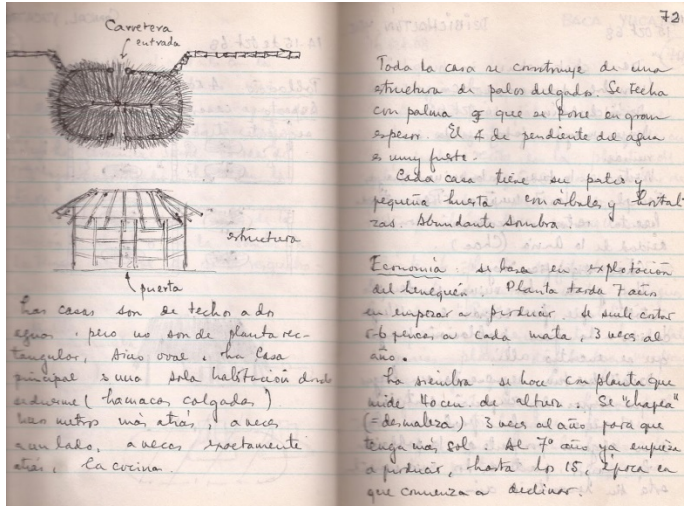 Carretera
entrada
estructura
puerta
Las casas son de techo a dos
aguas, pero no son de planta rec-
tangular, sino oval. La casa
principal es una sola habitación donde
se duerme (hamacas colgadas)
unos metros más atrás, a veces
a un lado, a veces exactamente
atrás, la cocina.
72
Toda la casa se construye de una
estructura de palos delgados. Se techa
con palma que se pone en gran
espesor. El de pendiente del agua
es muy fuerte.
Cada casa tiene su patio y
pequeña huerta con árboles y hortali-
zas. Abundante sombra.
Economía. se basa en explotación
del henequén. Planta tarda 7 años
en empezar a producir. Se suele cortar
pencas a cada mata, 3 veces al
año.
La siembra se hace con planta que
mide 40 cm. de altura. Se "chapea"
(=desmaleza) 3 veces al año para que
tenga más sol. Al 7º año ya empieza
a producir, hasta los 15, época en
que comienza a declinar.